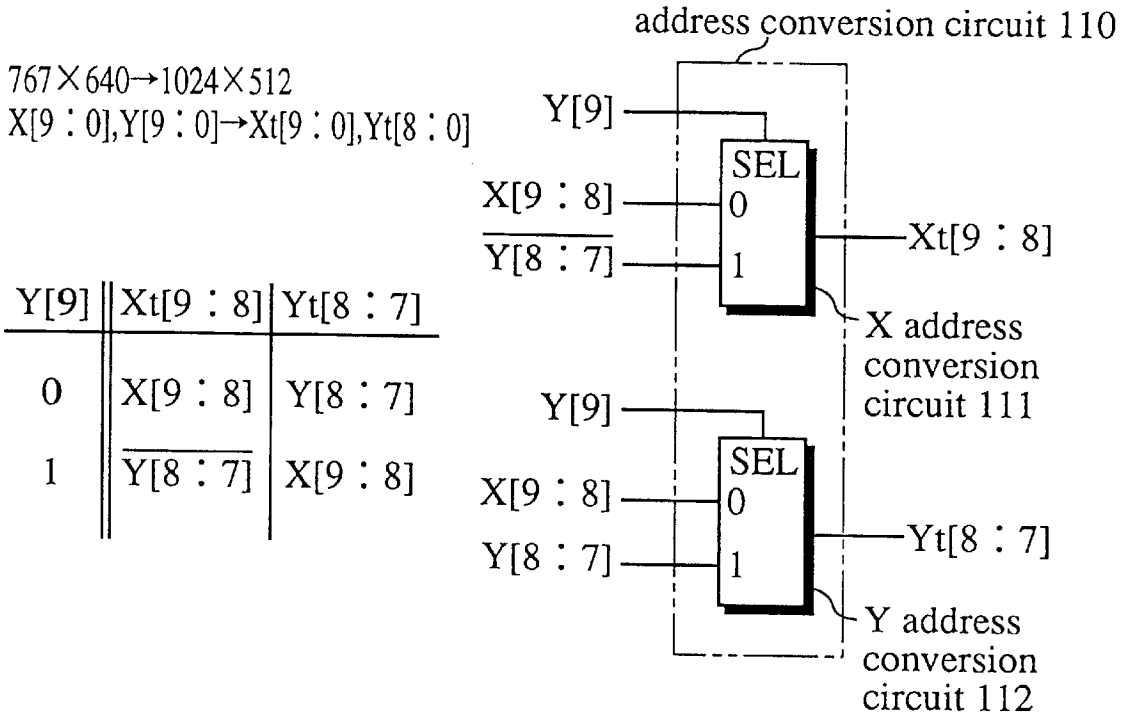 address conversion circuit 110
767×640→1024×512
X[9:0],Y[9:0]→Xt[9:0],Yt[8:0]
Y[9] Xt[9:8] Yt[8:7]
0 X[9:8] Y[8:7]
1 Y̅[̅8̅:̅7̅]̅ X[9:8]
Y[9]
SEL
X[9:8] 0
Y̅[̅8̅:̅7̅]̅ 1
Xt[9:8]
X address
conversion
circuit 111
Y[9]
SEL
X[9:8] 0
Y[8:7] 1
Yt[8:7]
Y address
conversion
circuit 112